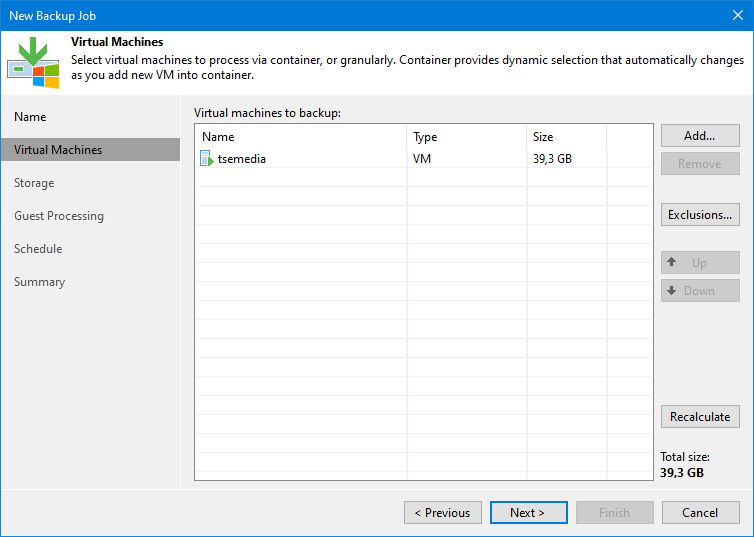 New Backup Job
Virtual Machines
Select virtual machines to process via container, or granularly. Container provides dynamic selection that automatically changes
as you add new VM into container.
Name
Virtual Machines
Storage
Guest Processing
Schedule
Summary
Virtual machines to backup:
Name Type Size
tsemedia VM 39,3 GB
Add...
Remove
Exclusions...
Up
Down
Recalculate
Total size:
39,3 GB
< Previous Next > Finish Cancel